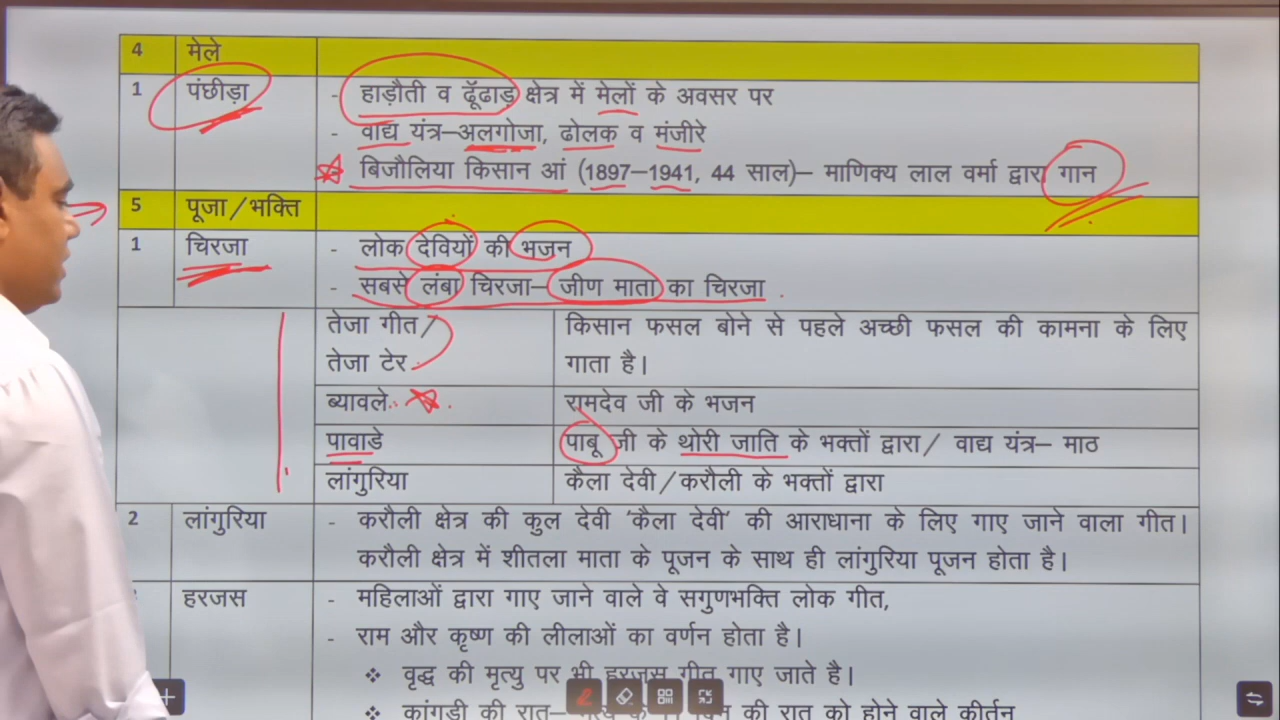 4 मेले
1 पंछीड़ा - हाड़ौती व ढूँढाड़ क्षेत्र में मेलों के अवसर पर
- वाद्य यंत्र–अलगोजा, ढोलक व मंजीरे
बिजौलिया किसान आं (1897–1941, 44 साल)– माणिक्य लाल वर्मा द्वारा गान
5 पूजा/भक्ति
1 चिरजा - लोक देवियों की भजन
- सबसे लंबा चिरजा– जीण माता का चिरजा
तेजा गीत/ किसान फसल बोने से पहले अच्छी फसल की कामना के लिए
तेजा टेर गाता है।
ब्यावले रामदेव जी के भजन
पावाडे पाबू जी के थोरी जाति के भक्तों द्वारा/ वाद्य यंत्र– माठ
लांगुरिया कैला देवी/करौली के भक्तों द्वारा
2 लांगुरिया - करौली क्षेत्र की कुल देवी ‘कैला देवी’ की आराधाना के लिए गाए जाने वाला गीत।
करौली क्षेत्र में शीतला माता के पूजन के साथ ही लांगुरिया पूजन होता है।
हरजस - महिलाओं द्वारा गाए जाने वाले वे सगुणभक्ति लोक गीत,
- राम और कृष्ण की लीलाओं का वर्णन होता है।
❖ वृद्ध की मृत्यु पर भी हरजस गीत गाए जाते है।
❖ कांगड़ी की रात– की रात को होने वाले कीर्तन